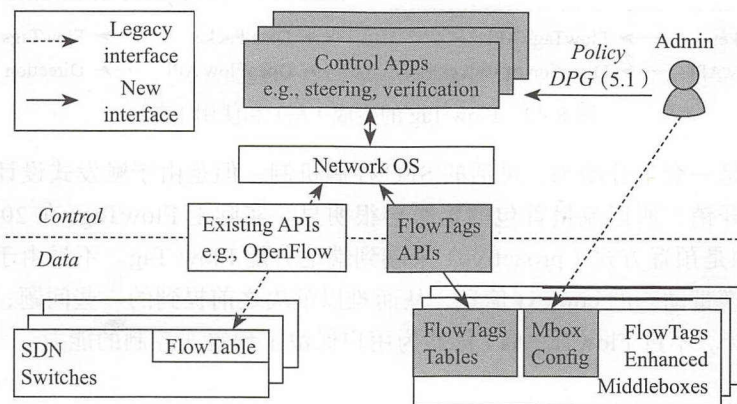 Legacy
interface
New
interface
Control Apps
e.g., steering, verification
Policy
DPG (5.1)
Admin
Network OS
Control
Data
Existing APIs
e.g., OpenFlow
FlowTags
APIs
SDN
Switches
FlowTable
FlowTags
Tables
Mbox
Config
FlowTags
Enhanced
Middleboxes